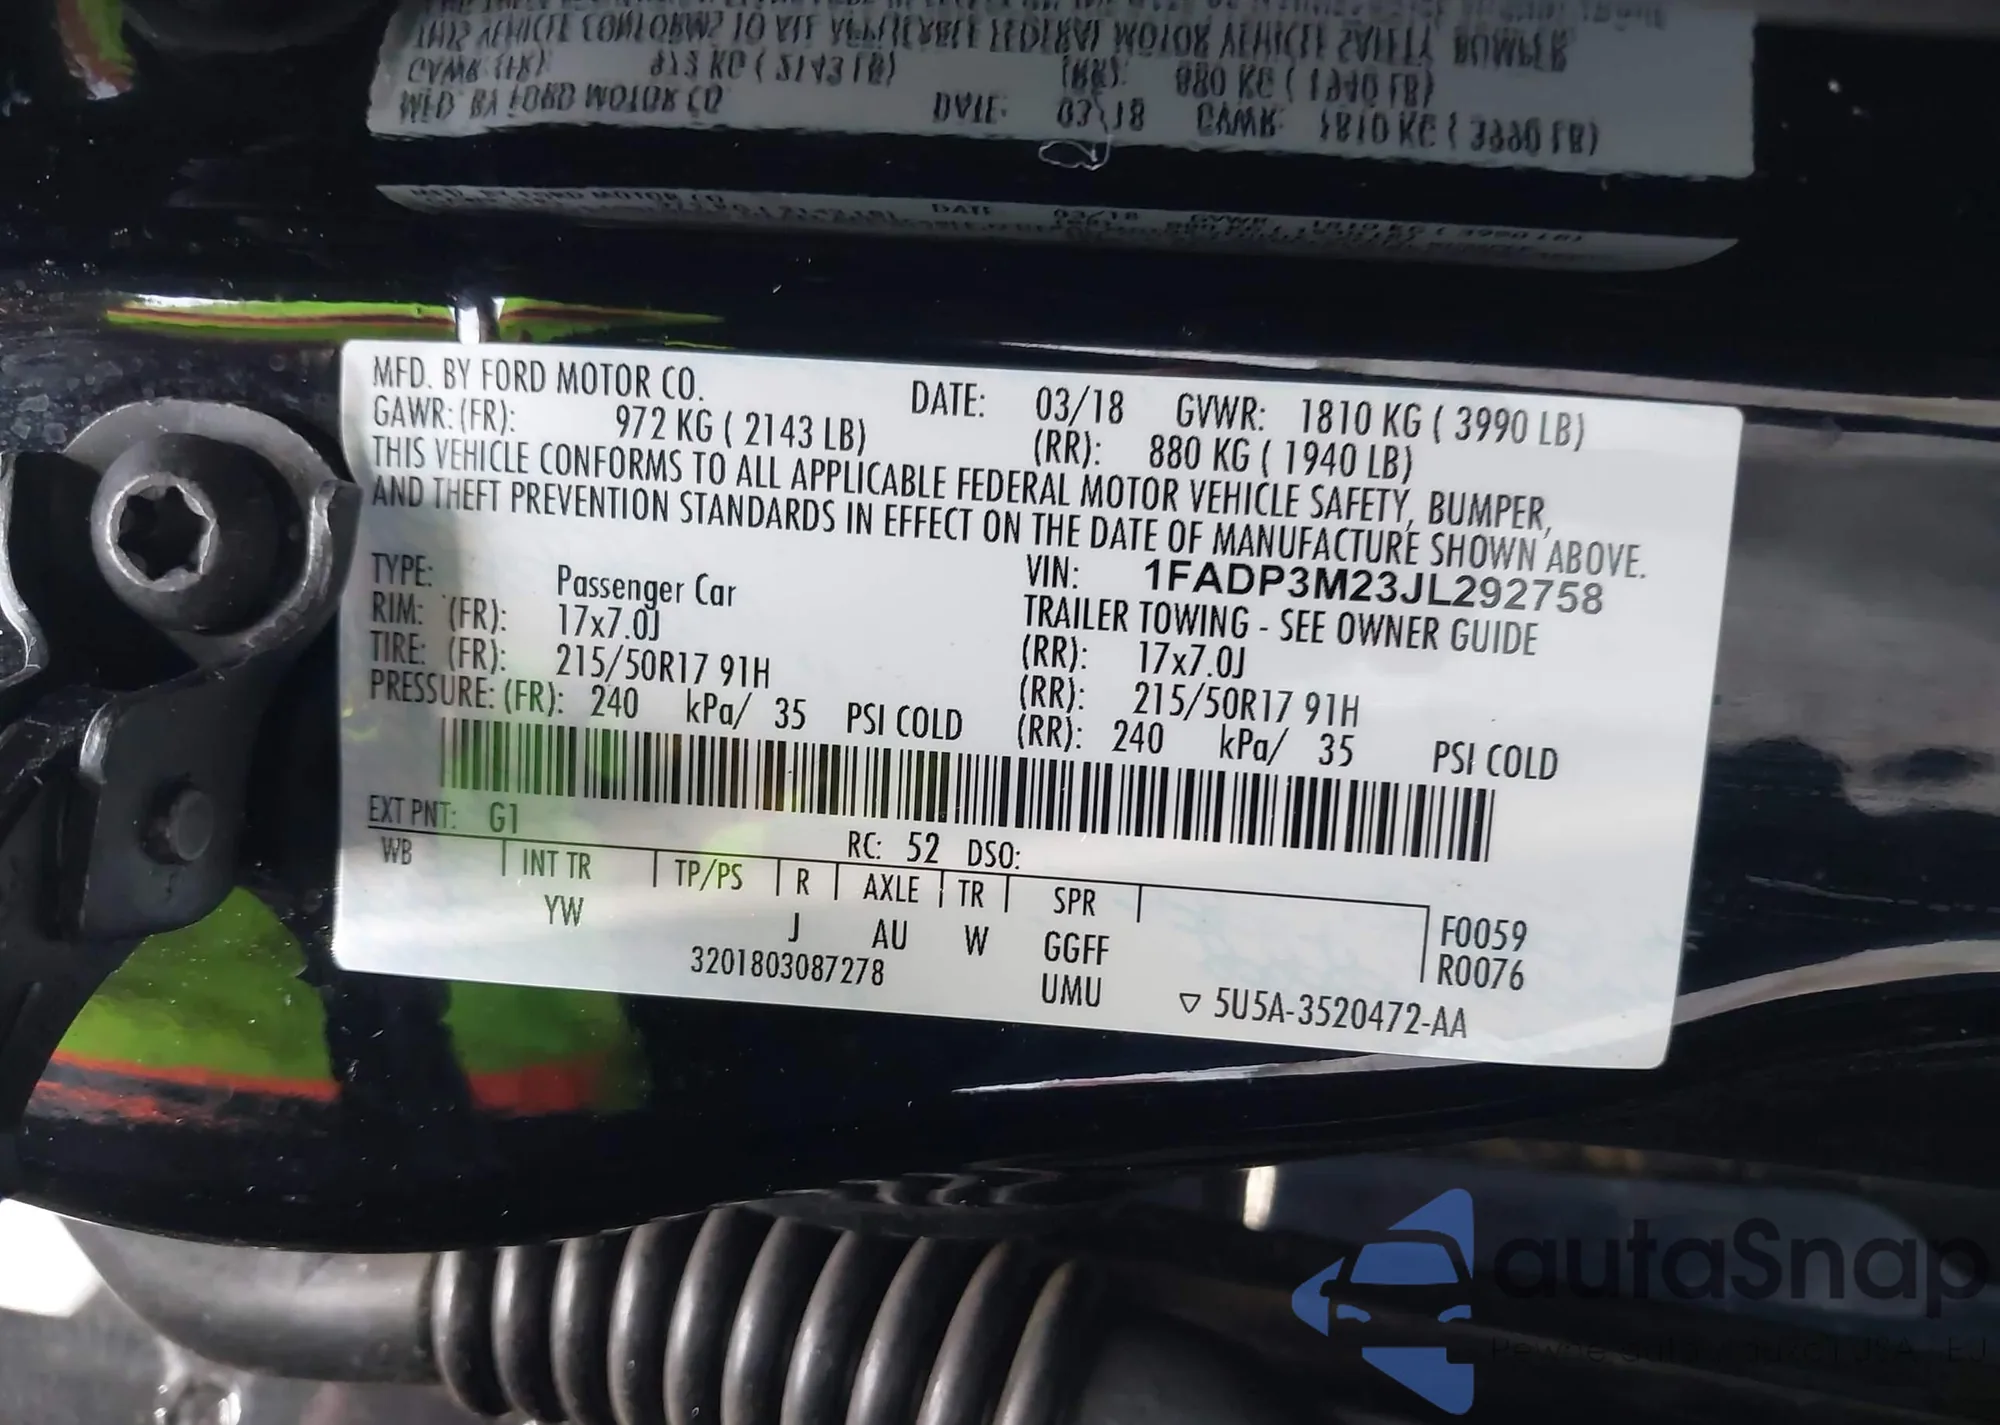 MFD. BY FORD MOTOR CO. DATE: 03/18 GVWR: 1810 KG ( 3990 LB)
GAWR: (FR): 972 KG ( 2143 LB) (RR): 880 KG ( 1940 LB)
THIS VEHICLE CONFORMS TO ALL APPLICABLE FEDERAL MOTOR VEHICLE SAFETY, BUMPER,
AND THEFT PREVENTION STANDARDS IN EFFECT ON THE DATE OF MANUFACTURE SHOWN ABOVE.
VIN: 1FADP3M23JL292758
TYPE: Passenger Car TRAILER TOWING - SEE OWNER GUIDE
RIM: (FR): 17x7.0J (RR): 17x7.0J
TIRE: (FR): 215/50R17 91H (RR): 215/50R17 91H
PRESSURE: (FR): 240 kPa/ 35 PSI COLD (RR): 240 kPa/ 35 PSI COLD
EXT PNT: G1 RC: 52 DSO:
WB INT TR TP/PS R AXLE TR SPR F0059
YW J AU W GGFF R0076
3201803087278 UMU ▽ 5U5A-3520472-AA
autaSnap